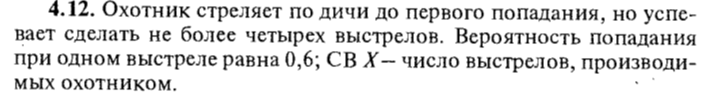 4.12. Охотник стреляет по дичи до первого попадания, но успе-
вает сделать не более четырех выстрелов. Вероятность попадания
при одном выстреле равна 0,6; СВ X — число выстрелов, производи-
мых охотником.